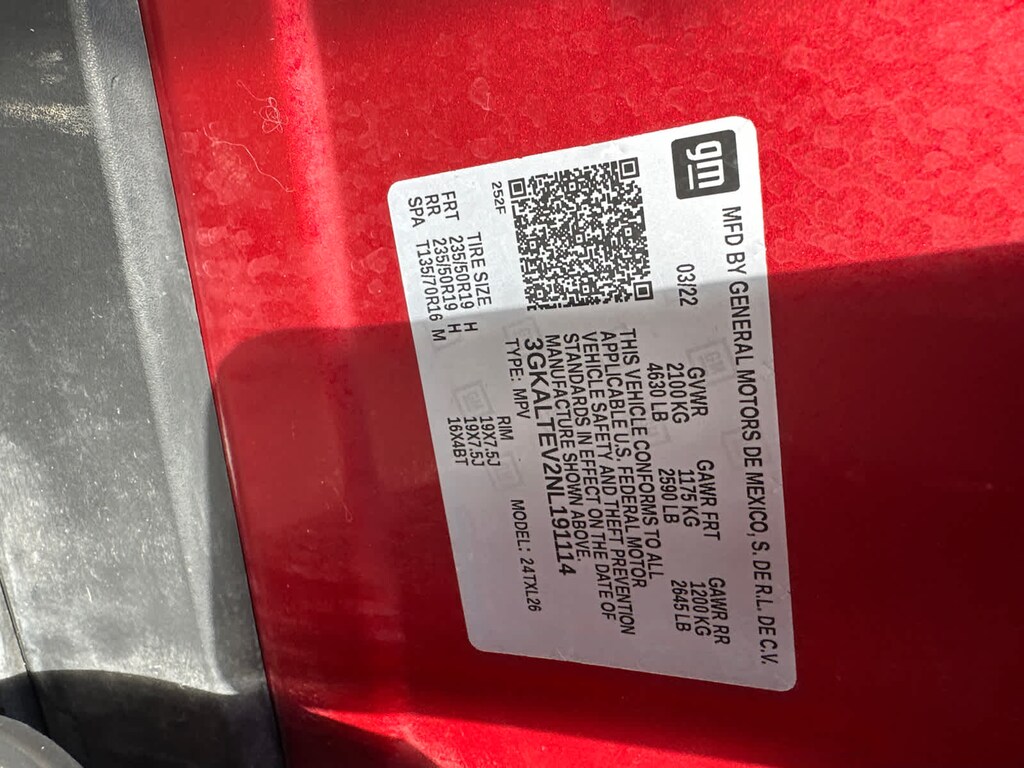 gm MFD BY GENERAL MOTORS DE MEXICO, S. DE R.L. DE C.V.
03/22 GVWR GAWR FRT GAWR RR
2100 KG 1175 KG 1200 KG
4630 LB 2590 LB 2645 LB
THIS VEHICLE CONFORMS TO ALL
APPLICABLE U.S. FEDERAL MOTOR
VEHICLE SAFETY AND THEFT PREVENTION
STANDARDS IN EFFECT ON THE DATE OF
MANUFACTURE SHOWN ABOVE.
3GKALTEV2NL191114
252F TYPE: MPV MODEL: 24TXL26
TIRE SIZE RIM
FRT 235/50R19 H 19X7.5J
RR 235/50R19 H 19X7.5J
SPA T135/70R16 M 16X4BT